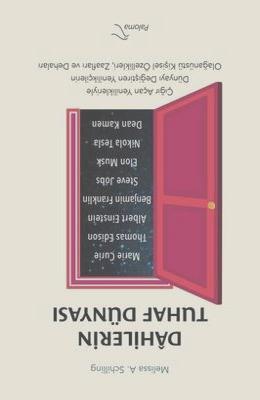 Melissa A. Schilling
DÂHİLERİN
TUHAF DÜNYASI
Marie Curie
Thomas Edison
Albert Einstein
Benjamin Franklin
Steve Jobs
Elon Musk
Nikola Tesla
Dean Kamen
Çığır Açan Yenilikleriyle
Dünyayı Değiştiren Yenilikçilerin
Olağanüstü Kişisel Özellikleri, Zaafları ve Dehaları
Paloma